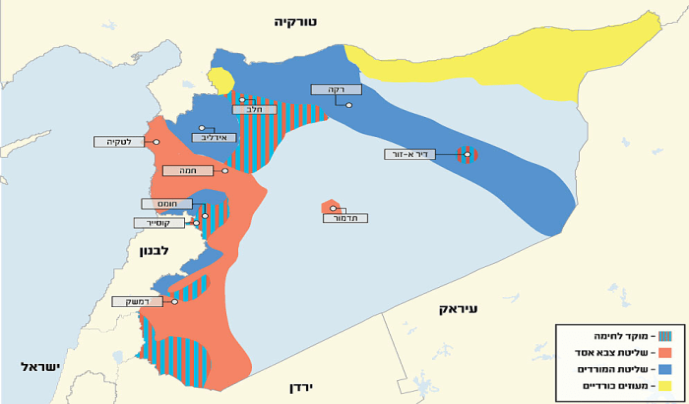 טורקיה
רקה
חלב
אידליב
לטקיה
דיר א-זור
חמה
חומס
תדמור
קוסייר
לבנון
דמשק
עיראק
ישראל
ירדן
- מוקד לחימה
- שליטת צבא אסד
- שליטת המורדים
- מעוזים כורדיים